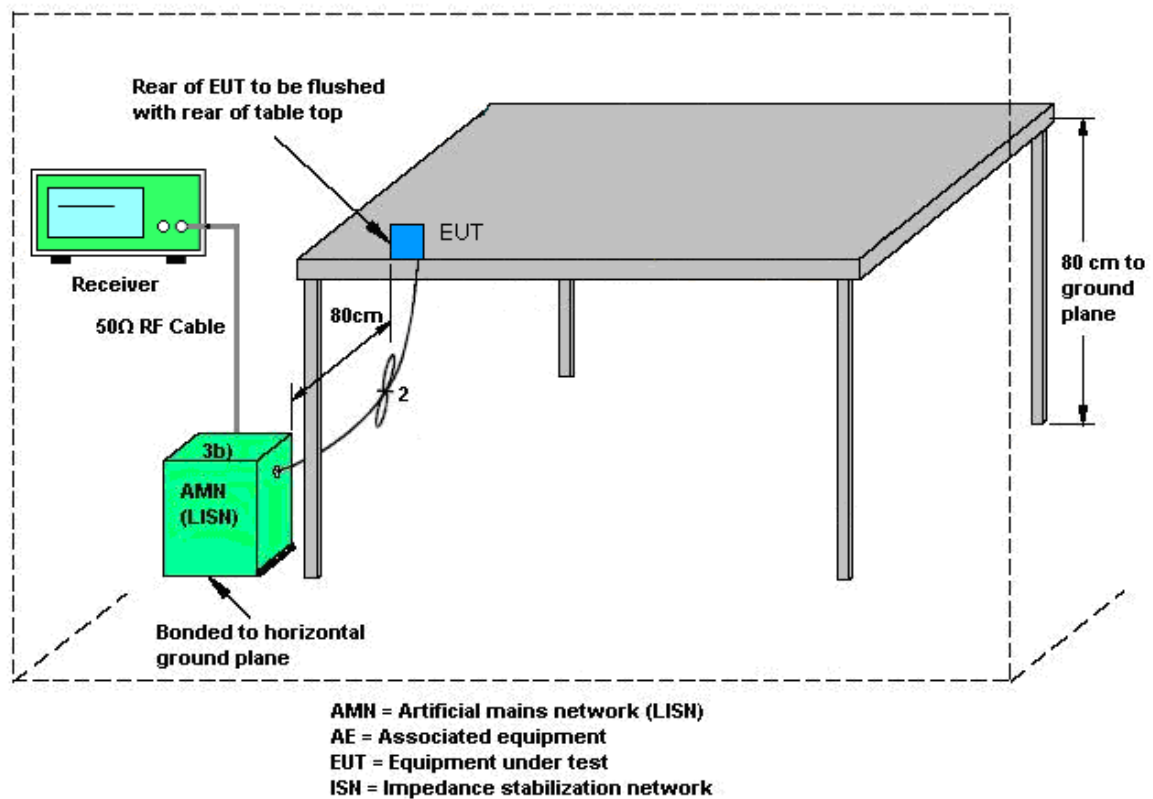 Rear of EUT to be flushed
with rear of table top
EUT
Receiver
50Ω RF Cable
80cm
80 cm to
ground
plane
2
3b)
AMN
(LISN)
Bonded to horizontal
ground plane
AMN = Artificial mains network (LISN)
AE = Associated equipment
EUT = Equipment under test
ISN = Impedance stabilization network